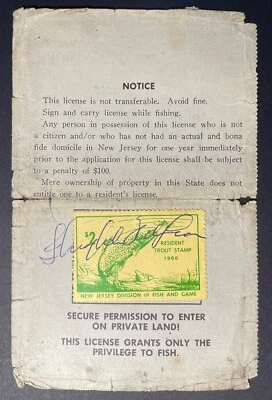 NOTICE
This license is not transferable. Avoid fine.
Sign and carry license while fishing.
Any person in possession of this license who is not
a citizen and/or who has not had an actual and bona
fide domicile in New Jersey for one year immediately
prior to the application for this license shall be subject
to a penalty of $100.
Mere ownership of property in this State does not
entitle one to a resident's license.
$2
RESIDENT
TROUT STAMP
1966
NEW JERSEY DIVISION of FISH AND GAME
SECURE PERMISSION TO ENTER
ON PRIVATE LAND!
THIS LICENSE GRANTS ONLY THE
PRIVILEGE TO FISH.